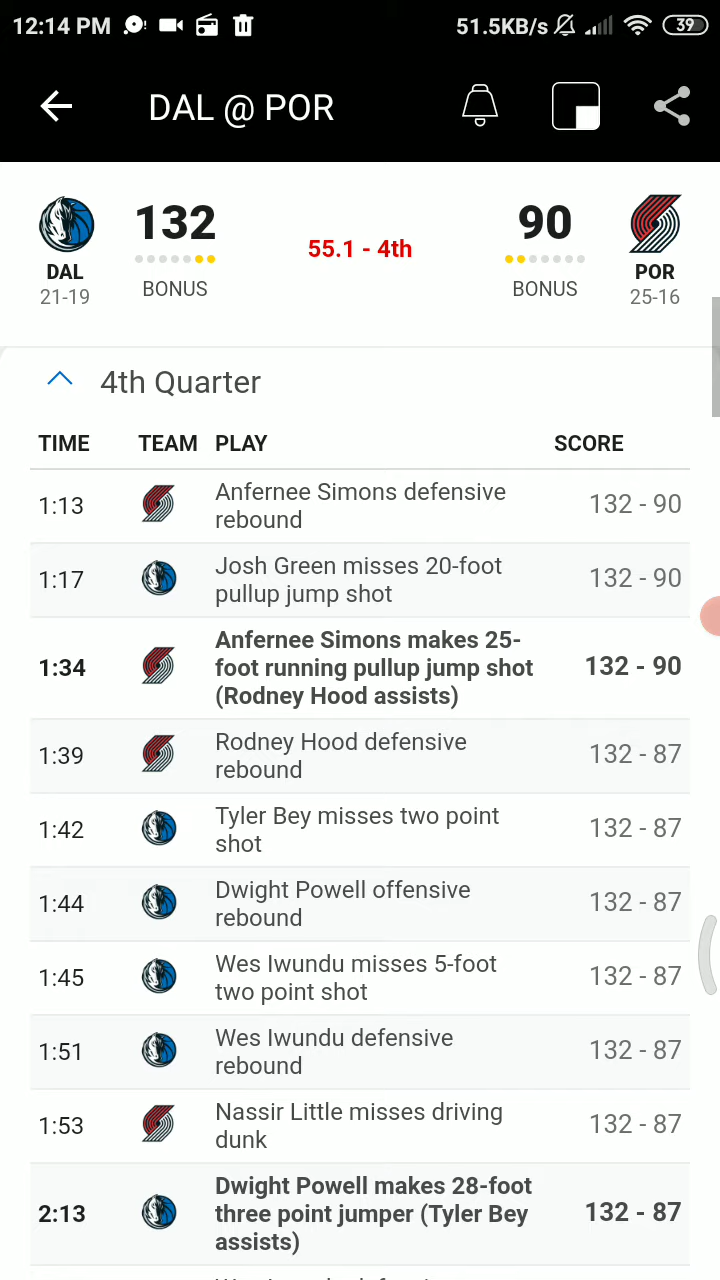 12:14 PM 51.5KB/s 39
DAL @ POR
132 90
55.1 - 4th
DAL POR
21-19 BONUS BONUS 25-16
4th Quarter
TIME TEAM PLAY SCORE
1:13 Anfernee Simons defensive 132 - 90
rebound
1:17 Josh Green misses 20-foot 132 - 90
pullup jump shot
Anfernee Simons makes 25-
1:34 foot running pullup jump shot 132 - 90
(Rodney Hood assists)
1:39 Rodney Hood defensive 132 - 87
rebound
1:42 Tyler Bey misses two point 132 - 87
shot
1:44 Dwight Powell offensive 132 - 87
rebound
1:45 Wes Iwundu misses 5-foot 132 - 87
two point shot
1:51 Wes Iwundu defensive 132 - 87
rebound
1:53 Nassir Little misses driving 132 - 87
dunk
Dwight Powell makes 28-foot
2:13 three point jumper (Tyler Bey 132 - 87
assists)